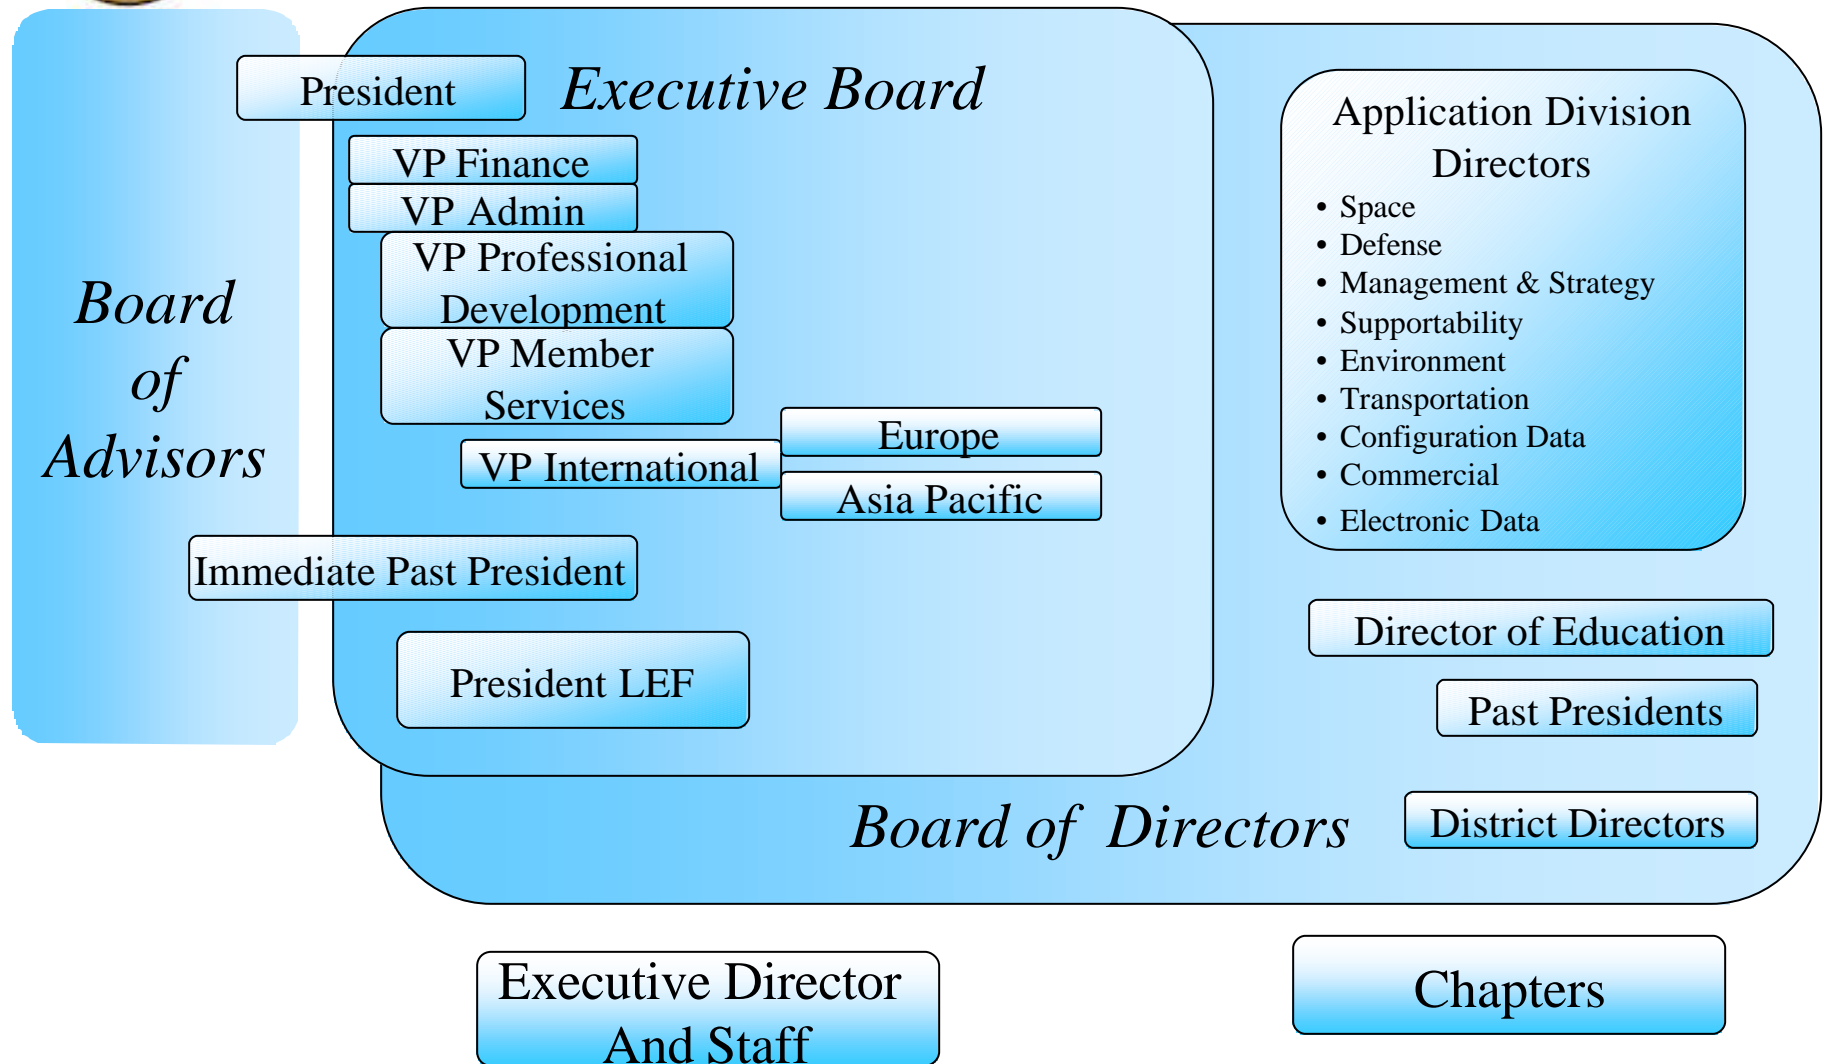 President
Executive Board
VP Finance
VP Admin
VP Professional
Development
VP Member
Services
VP International
Europe
Asia Pacific
Immediate Past President
President LEF
Board
of
Advisors
Application Division
Directors
• Space
• Defense
• Management & Strategy
• Supportability
• Environment
• Transportation
• Configuration Data
• Commercial
• Electronic Data
Director of Education
Past Presidents
District Directors
Board of Directors
Executive Director
And Staff
Chapters